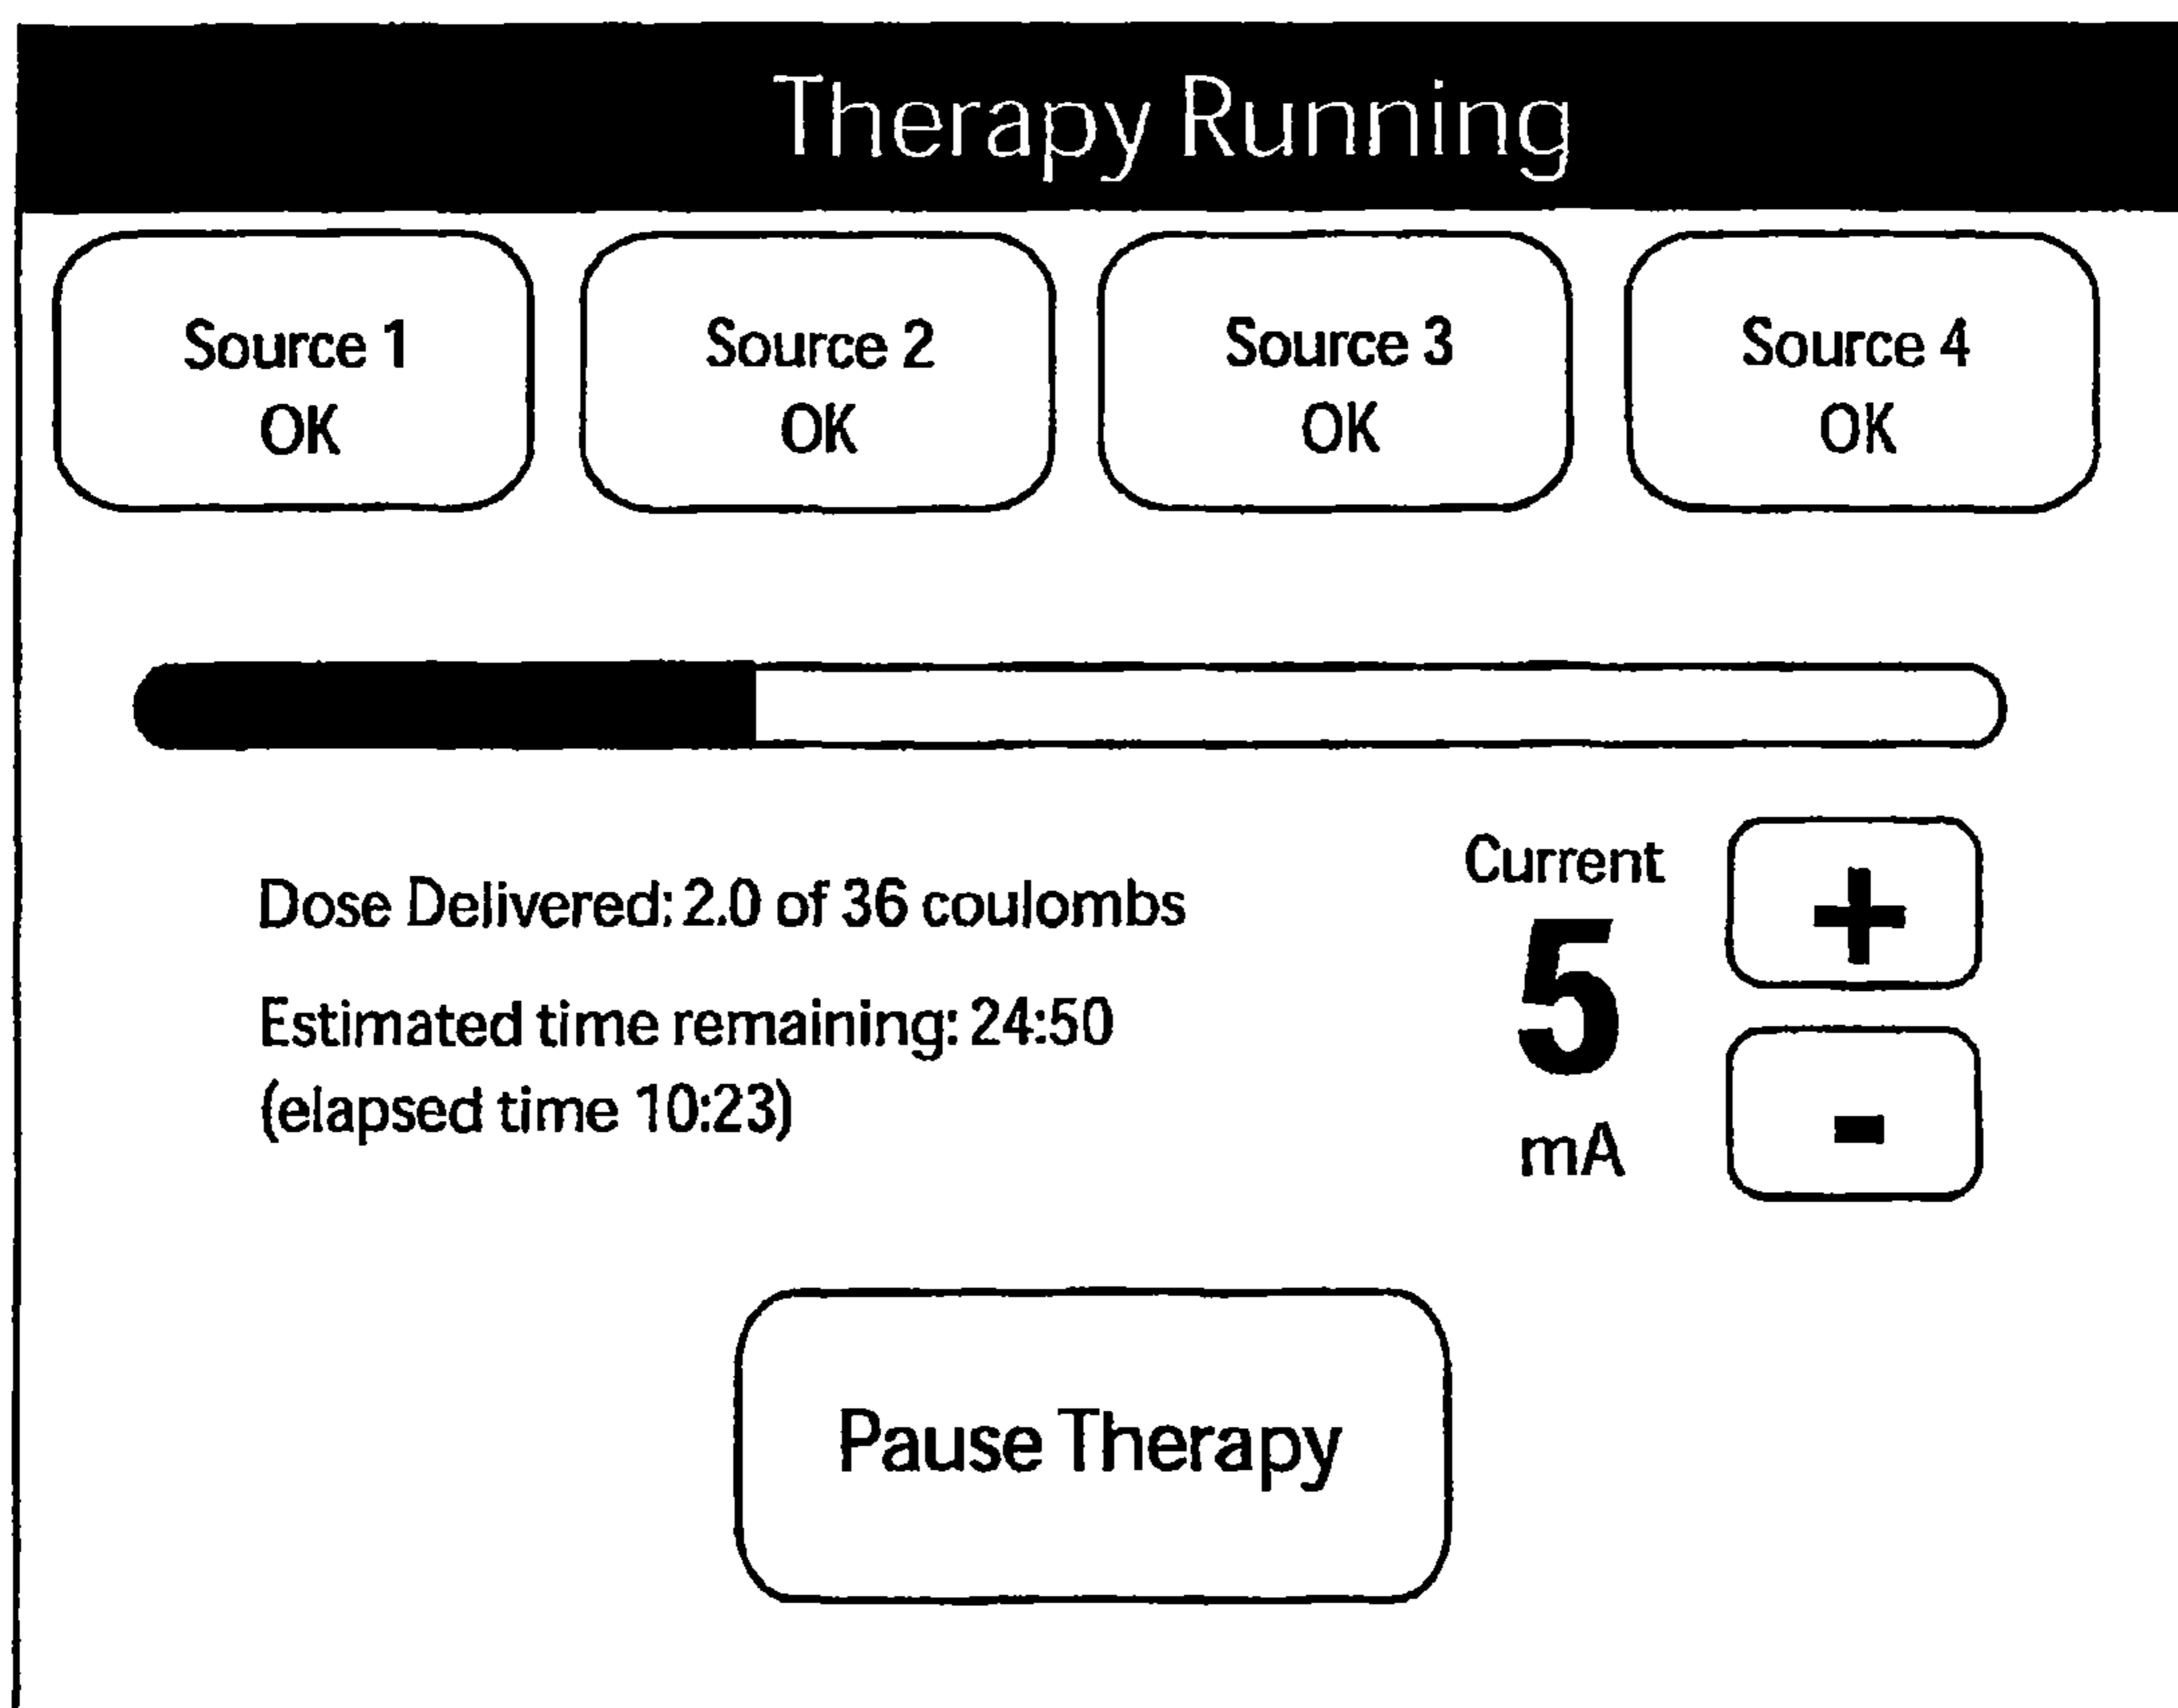 Therapy Running
Source 1
OK
Source 2
OK
Source 3
OK
Source 4
OK
Dose Delivered: 2.0 of 36 coulombs
Current
+
5
Estimated time remaining: 24:50
(elapsed time 10:23)
mA
-
Pause Therapy